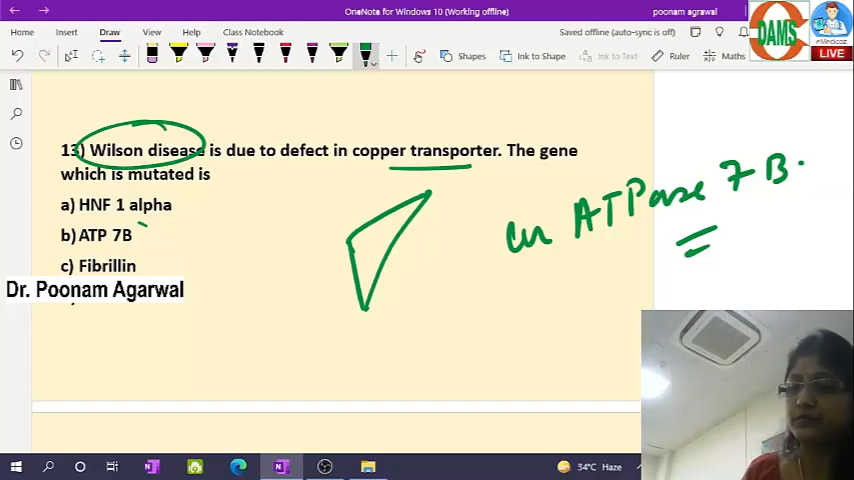 OneNote for Windows 10 (Working offline)
poonam agrawal
Home Insert Draw View Class Notebook
Saved offline (auto-sync is off)
DAMS
eMedicoz
LIVE
Shapes Ink to Shape Ink to Text Ruler Maths
13) Wilson disease is due to defect in copper transporter. The gene
which is mutated is
a) HNF 1 alpha
b) ATP 7B
c) Fibrillin
Cu ATPase 7B.
Dr. Poonam Agarwal
34°C Haze